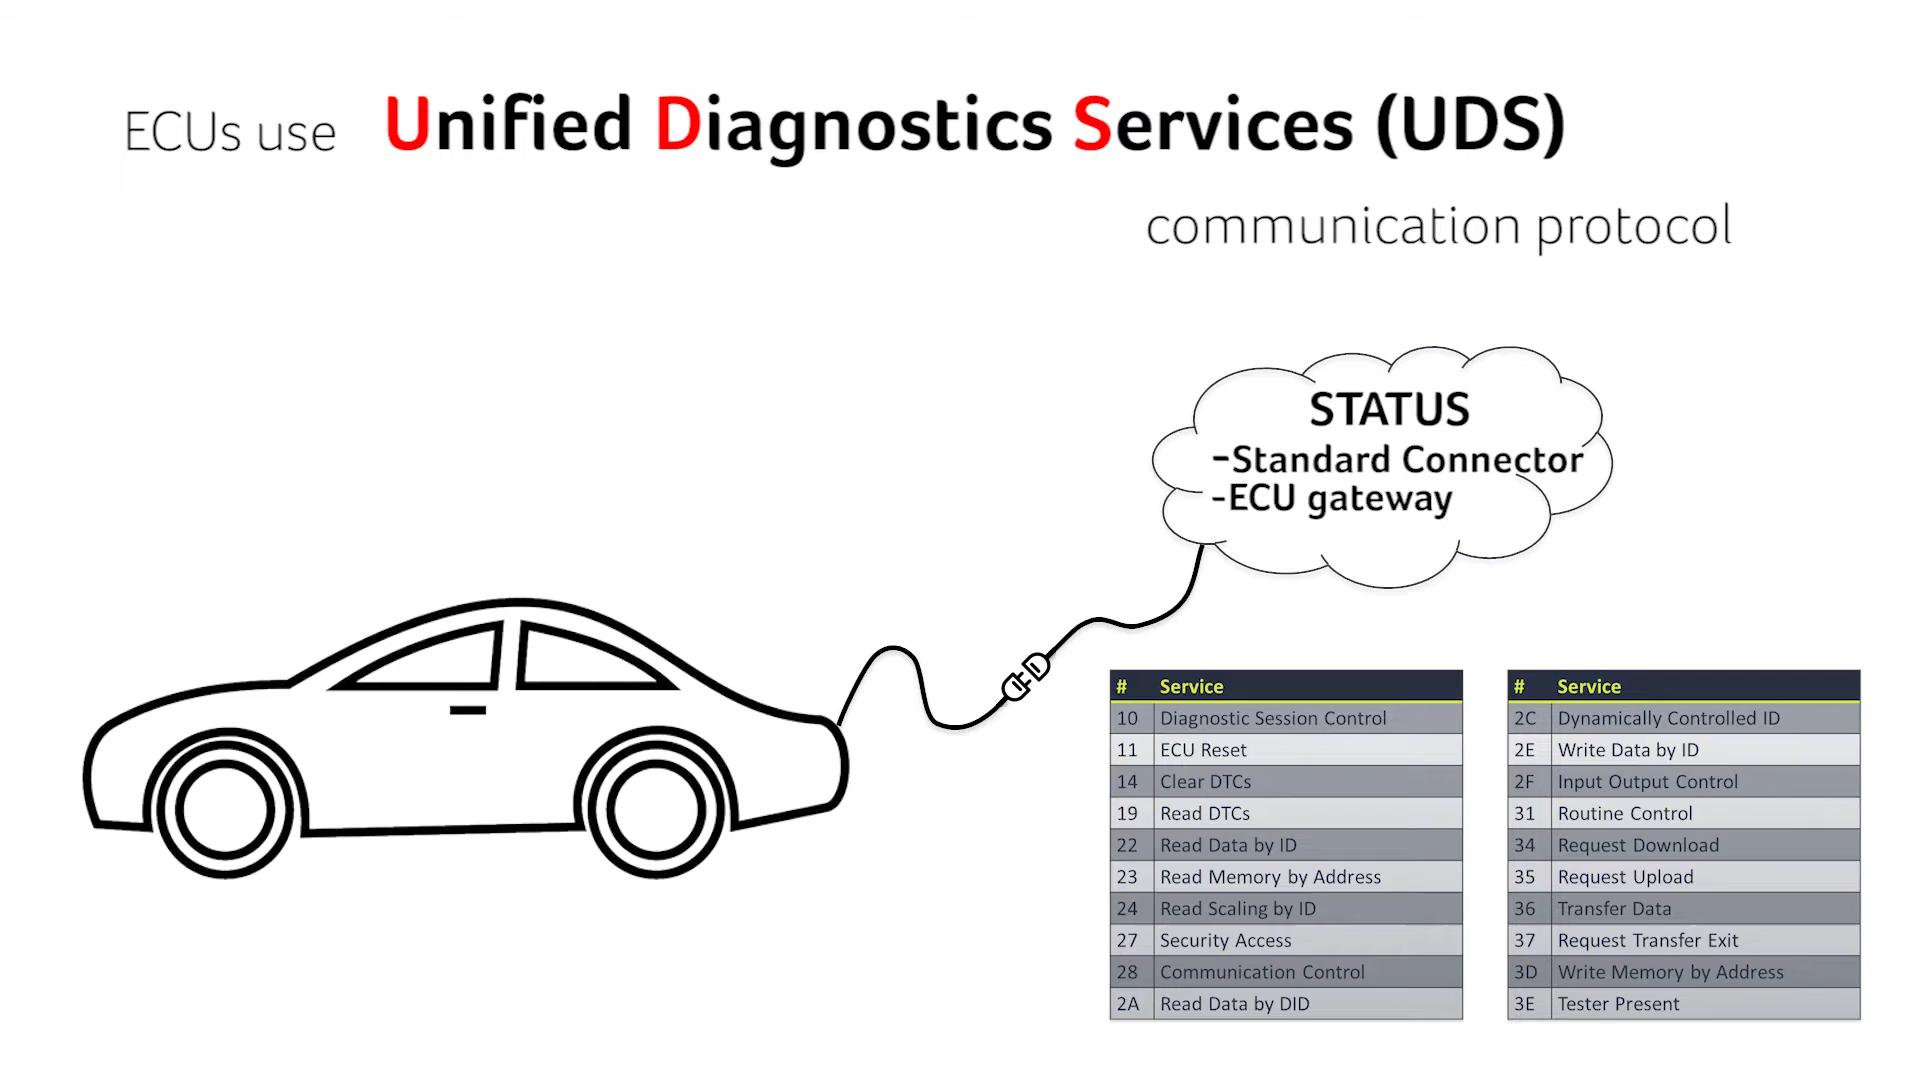 ECUs use Unified Diagnostics Services (UDS)
communication protocol
STATUS
-Standard Connector
-ECU gateway
# Service
10 Diagnostic Session Control
11 ECU Reset
14 Clear DTCs
19 Read DTCs
22 Read Data by ID
23 Read Memory by Address
24 Read Scaling by ID
27 Security Access
28 Communication Control
2A Read Data by DID
# Service
2C Dynamically Controlled ID
2E Write Data by ID
2F Input Output Control
31 Routine Control
34 Request Download
35 Request Upload
36 Transfer Data
37 Request Transfer Exit
3D Write Memory by Address
3E Tester Present